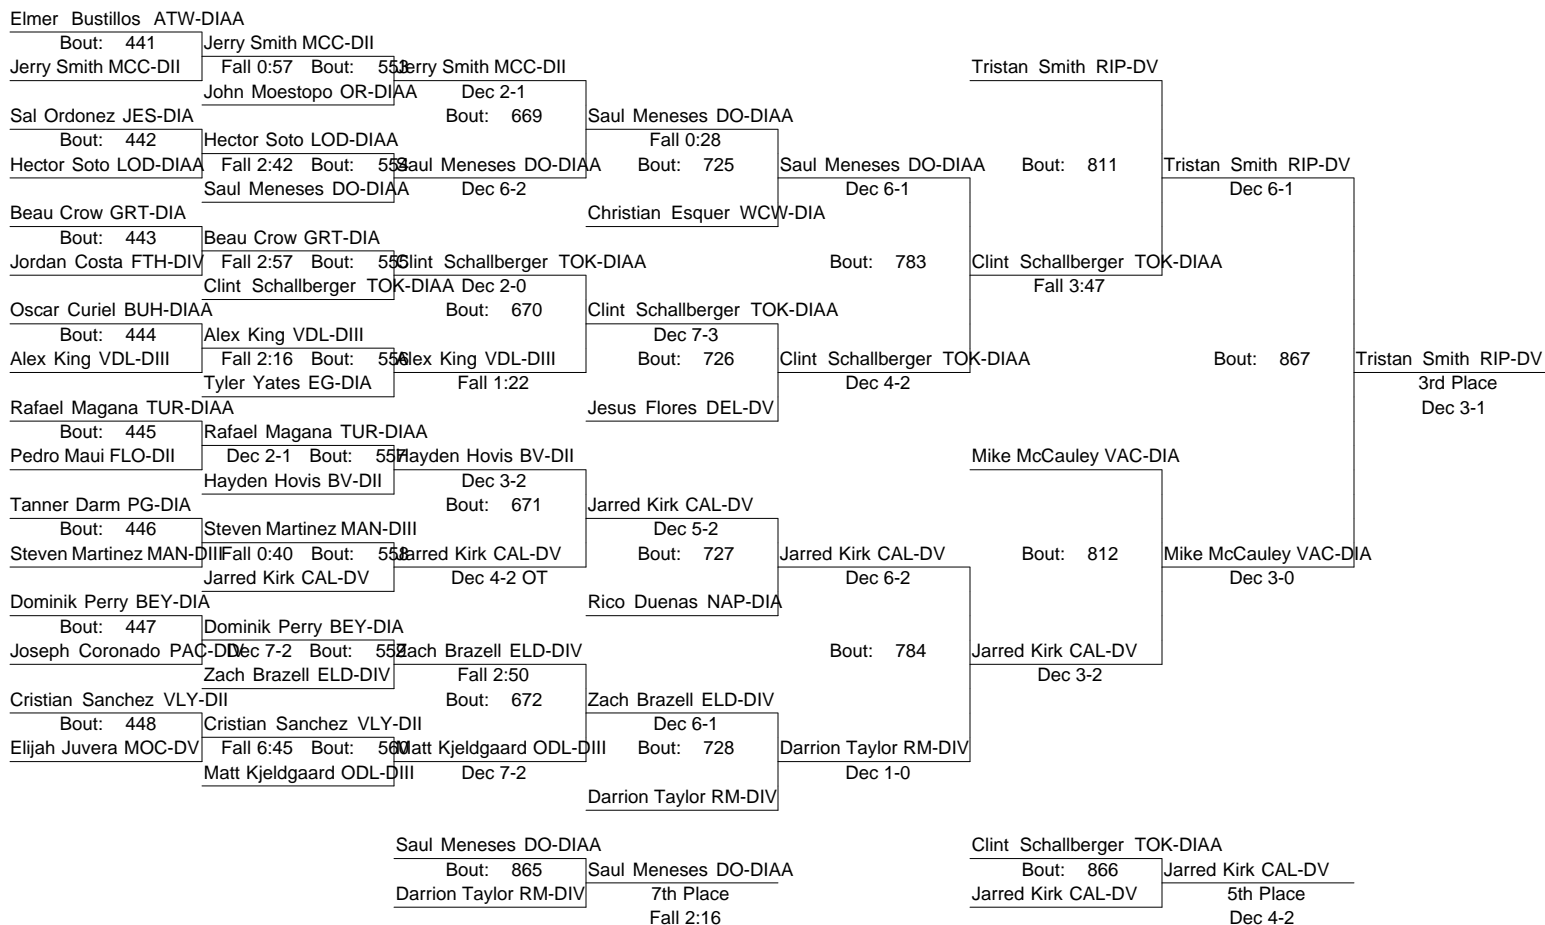 Elmer Bustillos ATW-DIAA
Bout: 441 Jerry Smith MCC-DII
Jerry Smith MCC-DII Fall 0:57 Bout: 553 Jerry Smith MCC-DII Tristan Smith RIP-DV
John Moestopo OR-DIAA Dec 2-1
Sal Ordonez JES-DIA Bout: 669 Saul Meneses DO-DIAA
Bout: 442 Hector Soto LOD-DIAA Fall 0:28
Hector Soto LOD-DIAA Fall 2:42 Bout: 554 Saul Meneses DO-DIAA Bout: 725 Saul Meneses DO-DIAA Bout: 811 Tristan Smith RIP-DV
Saul Meneses DO-DIAA Dec 6-2 Dec 6-1 Dec 6-1
Beau Crow GRT-DIA Christian Esquer WCW-DIA
Bout: 443 Beau Crow GRT-DIA
Jordan Costa FTH-DIV Fall 2:57 Bout: 555 Clint Schallberger TOK-DIAA Bout: 783 Clint Schallberger TOK-DIAA
Clint Schallberger TOK-DIAA Dec 2-0 Fall 3:47
Oscar Curiel BUH-DIAA Bout: 670 Clint Schallberger TOK-DIAA
Bout: 444 Alex King VDL-DIII Dec 7-3
Alex King VDL-DIII Fall 2:16 Bout: 556 Alex King VDL-DIII Bout: 726 Clint Schallberger TOK-DIAA Bout: 867 Tristan Smith RIP-DV
Tyler Yates EG-DIA Fall 1:22 Dec 4-2 3rd Place
Rafael Magana TUR-DIAA Jesus Flores DEL-DV Dec 3-1
Bout: 445 Rafael Magana TUR-DIAA
Pedro Maui FLO-DII Dec 2-1 Bout: 557 Hayden Hovis BV-DII Mike McCauley VAC-DIA
Hayden Hovis BV-DII Dec 3-2
Tanner Darm PG-DIA Bout: 671 Jarred Kirk CAL-DV
Bout: 446 Steven Martinez MAN-DIII Dec 5-2
Steven Martinez MAN-DIII Fall 0:40 Bout: 558 Jarred Kirk CAL-DV Bout: 727 Jarred Kirk CAL-DV Bout: 812 Mike McCauley VAC-DIA
Jarred Kirk CAL-DV Dec 4-2 OT Dec 6-2 Dec 3-0
Dominik Perry BEY-DIA Rico Duenas NAP-DIA
Bout: 447 Dominik Perry BEY-DIA
Joseph Coronado PAC-DIV Dec 7-2 Bout: 559 Zach Brazell ELD-DIV Bout: 784 Jarred Kirk CAL-DV
Zach Brazell ELD-DIV Fall 2:50 Dec 3-2
Cristian Sanchez VLY-DII Bout: 672 Zach Brazell ELD-DIV
Bout: 448 Cristian Sanchez VLY-DII Dec 6-1
Elijah Juvera MOC-DV Fall 6:45 Bout: 560 Matt Kjeldgaard ODL-DIII Bout: 728 Darrion Taylor RM-DIV
Matt Kjeldgaard ODL-DIII Dec 7-2 Dec 1-0
Darrion Taylor RM-DIV
Saul Meneses DO-DIAA Clint Schallberger TOK-DIAA
Bout: 865 Saul Meneses DO-DIAA Bout: 866 Jarred Kirk CAL-DV
Darrion Taylor RM-DIV 7th Place Jarred Kirk CAL-DV 5th Place
Fall 2:16 Dec 4-2